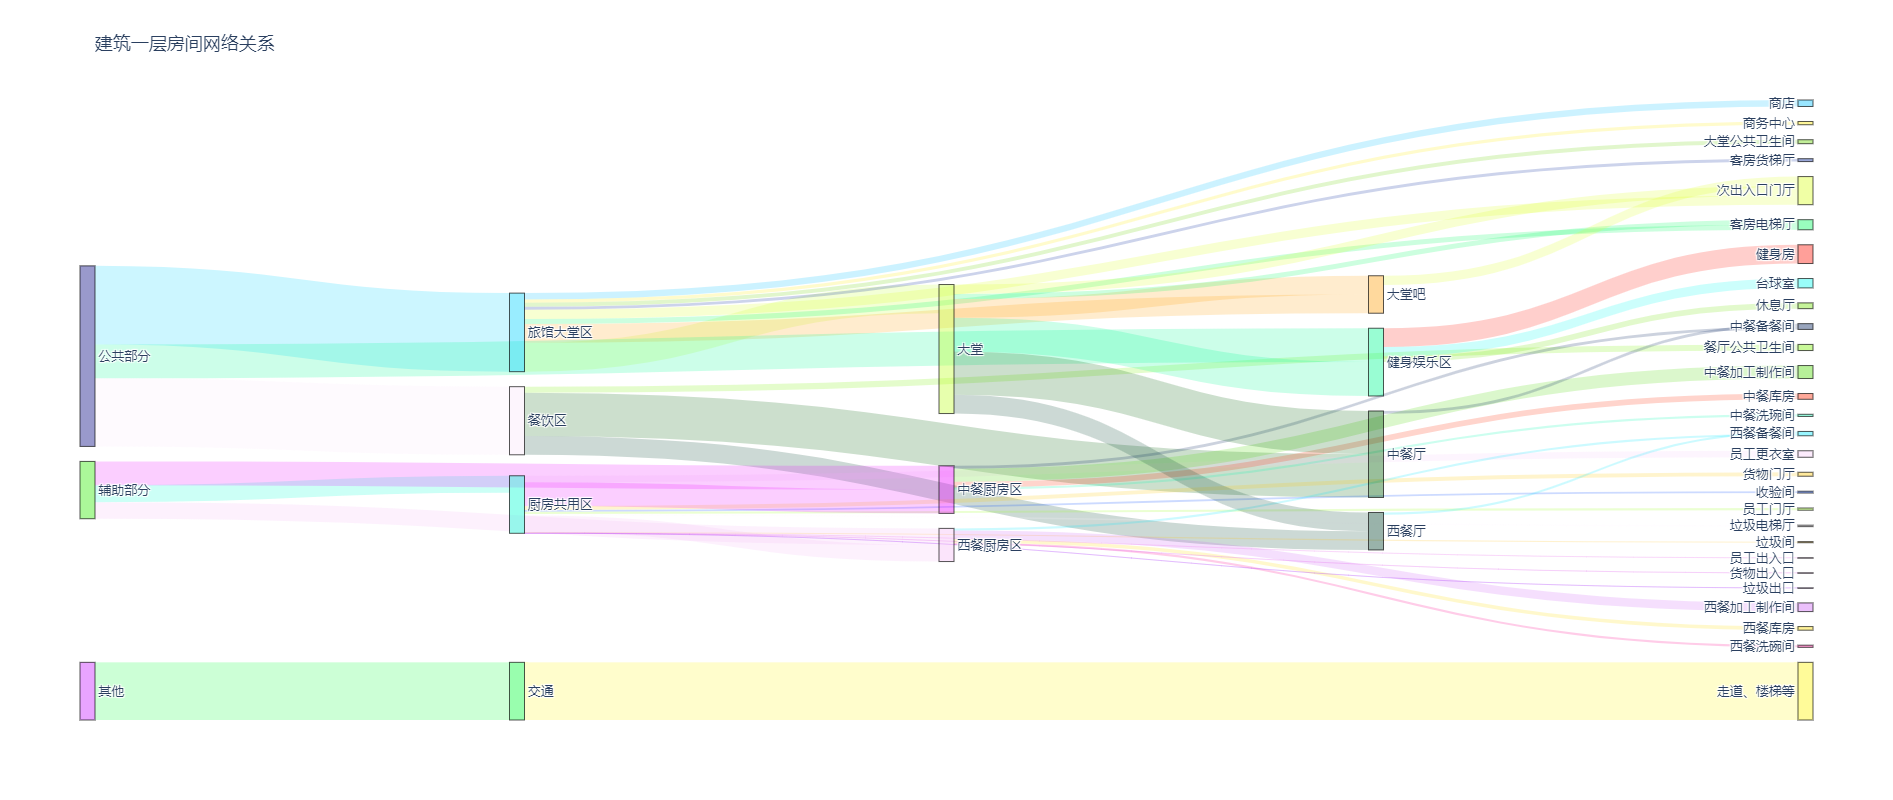 建筑一层房间网络关系
商店
商务中心
大堂公共卫生间
客房货梯厅
次出入口门厅
客房电梯厅
健身房
台球室
大堂吧
休息厅
中餐备餐间
旅馆大堂区
餐厅公共卫生间
大堂
公共部分
健身娱乐区
中餐加工制作间
中餐库房
中餐洗琬间
餐饮区
西餐备餐间
中餐厅
员工更衣室
货物门厅
辅助部分
中餐厨房区
收验间
厨房共用区
员工门厅
垃圾电梯厅
西餐厅
垃圾间
西餐厨房区
员工出入口
货物出入口
垃圾出口
西餐加工制作间
西餐库房
西餐洗碗间
其他
交通
走道、楼梯等